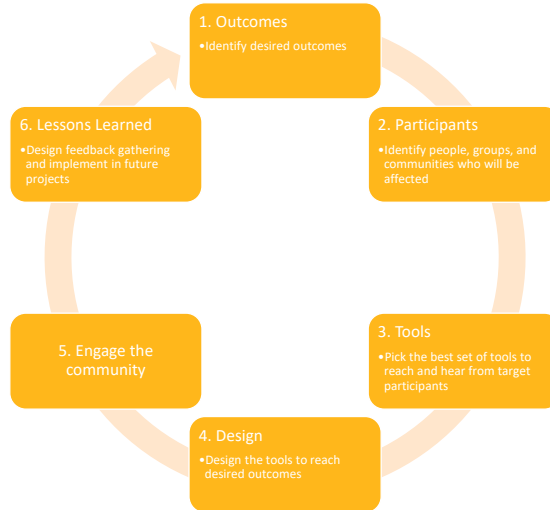 1. Outcomes
•Identify desired outcomes
2. Participants
•Identify people, groups, and
communities who will be
affected
3. Tools
•Pick the best set of tools to
reach and hear from target
participants
4. Design
•Design the tools to reach
desired outcomes
5. Engage the
community
6. Lessons Learned
•Design feedback gathering
and implement in future
projects